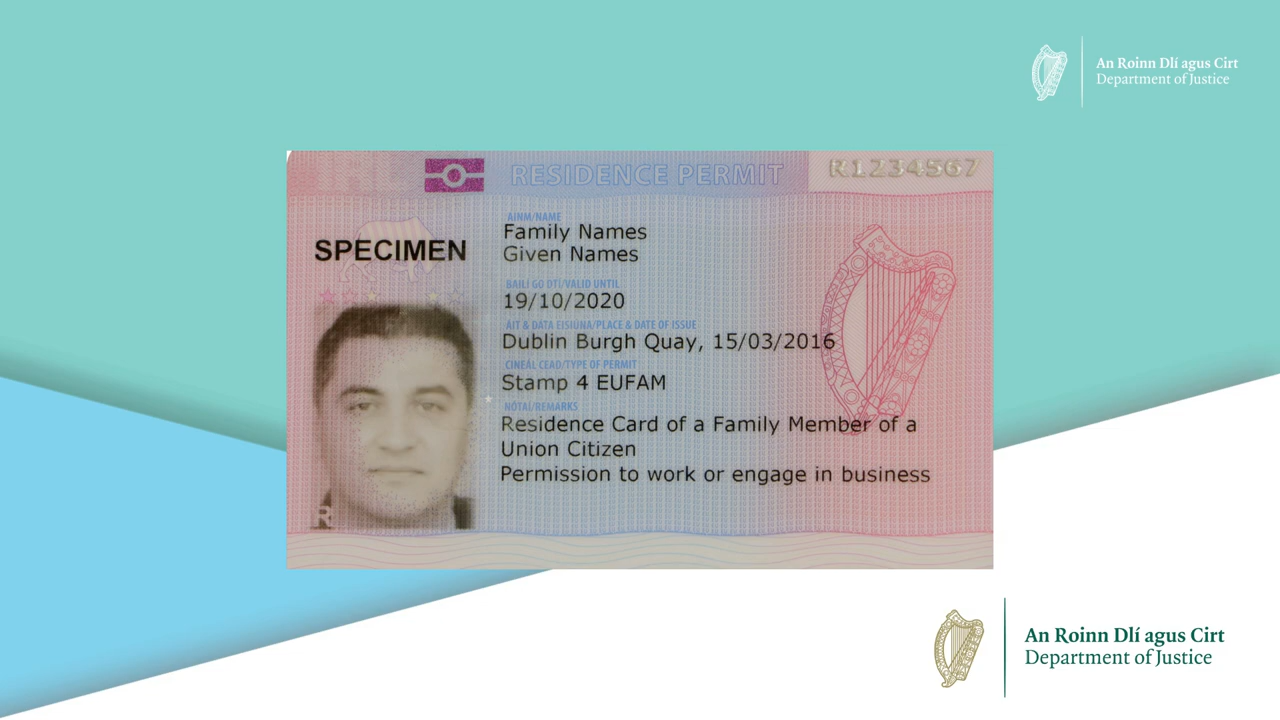 An Roinn Dlí agus Cirt
Department of Justice
RESIDENCE PERMIT
R1234567
SPECIMEN
AINM/NAME
Family Names
Given Names
BAILÍ GO DTÍ/VALID UNTIL
19/10/2020
ÁIT & DATA EISIÚNA/PLACE & DATE OF ISSUE
Dublin Burgh Quay, 15/03/2016
CINEÁL CEAD/TYPE OF PERMIT
Stamp 4 EUFAM
NÓTAÍ/REMARKS
Residence Card of a Family Member of a
Union Citizen
Permission to work or engage in business
An Roinn Dlí agus Cirt
Department of Justice